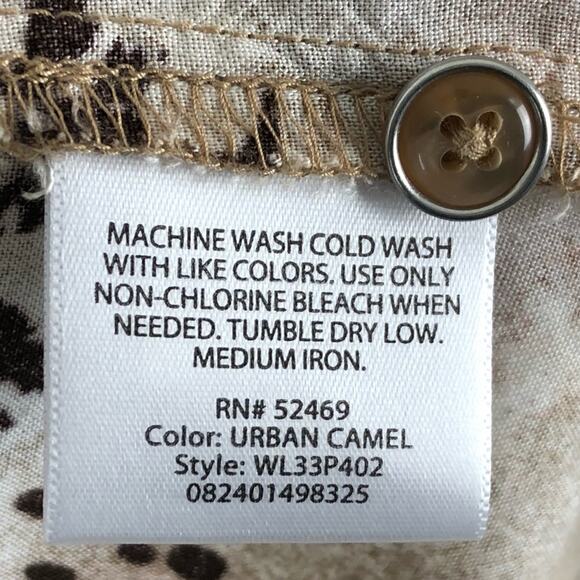 MACHINE WASH COLD WASH
WITH LIKE COLORS. USE ONLY
NON-CHLORINE BLEACH WHEN
NEEDED. TUMBLE DRY LOW.
MEDIUM IRON.
RN# 52469
Color: URBAN CAMEL
Style: WL33P402
082401498325